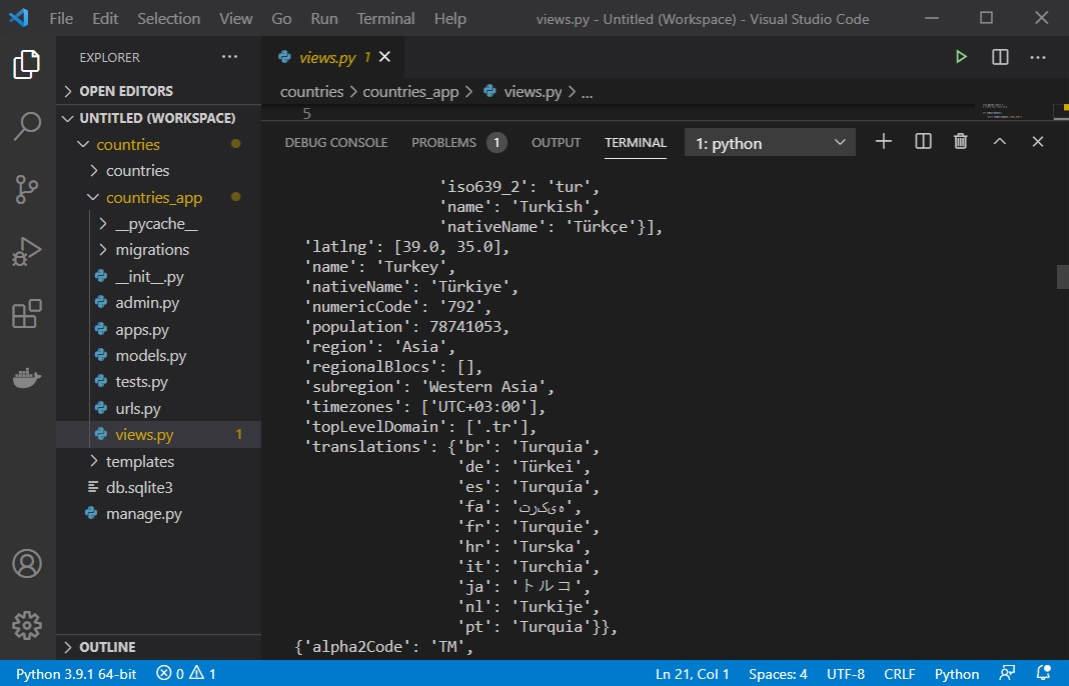 File Edit Selection View Go Run Terminal Help views.py - Untitled (Workspace) - Visual Studio Code
EXPLORER
OPEN EDITORS
UNTITLED (WORKSPACE)
countries
countries
countries_app
__pycache__
migrations
__init__.py
admin.py
apps.py
models.py
tests.py
urls.py
views.py 1
templates
db.sqlite3
manage.py
OUTLINE
views.py 1
countries > countries_app > views.py > ...
5
DEBUG CONSOLE PROBLEMS 1 OUTPUT TERMINAL 1: python
'iso639_2': 'tur',
'name': 'Turkish',
'nativeName': 'Türkçe'}],
'latlng': [39.0, 35.0],
'name': 'Turkey',
'nativeName': 'Türkiye',
'numericCode': '792',
'population': 78741053,
'region': 'Asia',
'regionalBlocs': [],
'subregion': 'Western Asia',
'timezones': ['UTC+03:00'],
'topLevelDomain': ['.tr'],
'translations': {'br': 'Turquia',
'de': 'Türkei',
'es': 'Turquía',
'fa': 'ترکیه',
'fr': 'Turquie',
'hr': 'Turska',
'it': 'Turchia',
'ja': 'トルコ',
'nl': 'Turkije',
'pt': 'Turquia'}},
{'alpha2Code': 'TM',
Python 3.9.1 64-bit 0 1 Ln 21, Col 1 Spaces: 4 UTF-8 CRLF Python